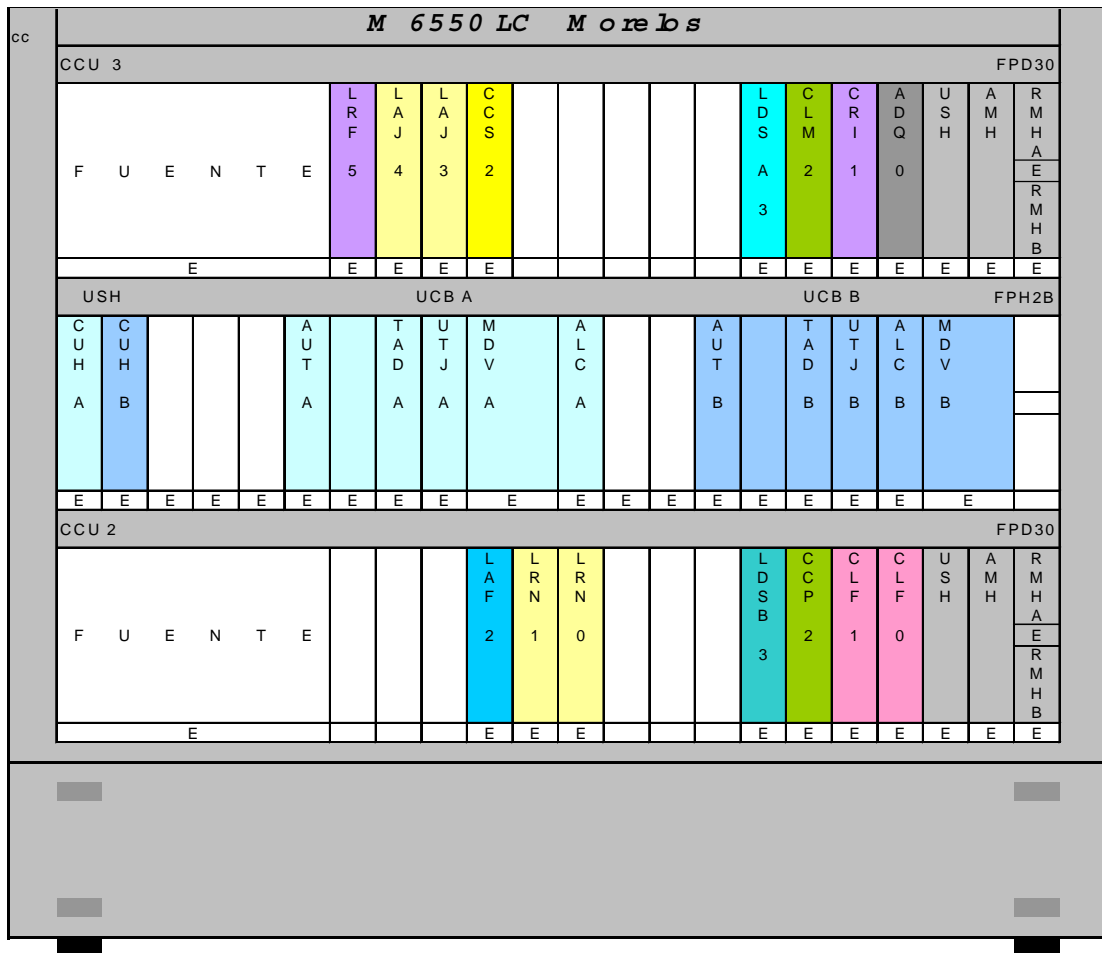 M 6550 LC Morelos
cc
CCU 3 FPD30
FUENTE LRF 5 LAJ 4 LAJ 3 CCS 2 LDS A 3 CLM 2 CRI 1 ADQ 0 USH AMH RMHA E RMHB
E E E E E E E E E E E E
USH UCB A UCB B FPH2B
CUH A CUH B AUT A TAD A UTJ A MDV A ALC A AUT B TAD B UTJ B ALC B MDV B
E E E E E E E E E E E E E E E E E E E
CCU 2 FPD30
FUENTE LAF 2 LRN 1 LRN 0 LDSB 3 CCP 2 CLF 1 CLF 0 USH AMH RMHA E RMHB
E E E E E E E E E E E